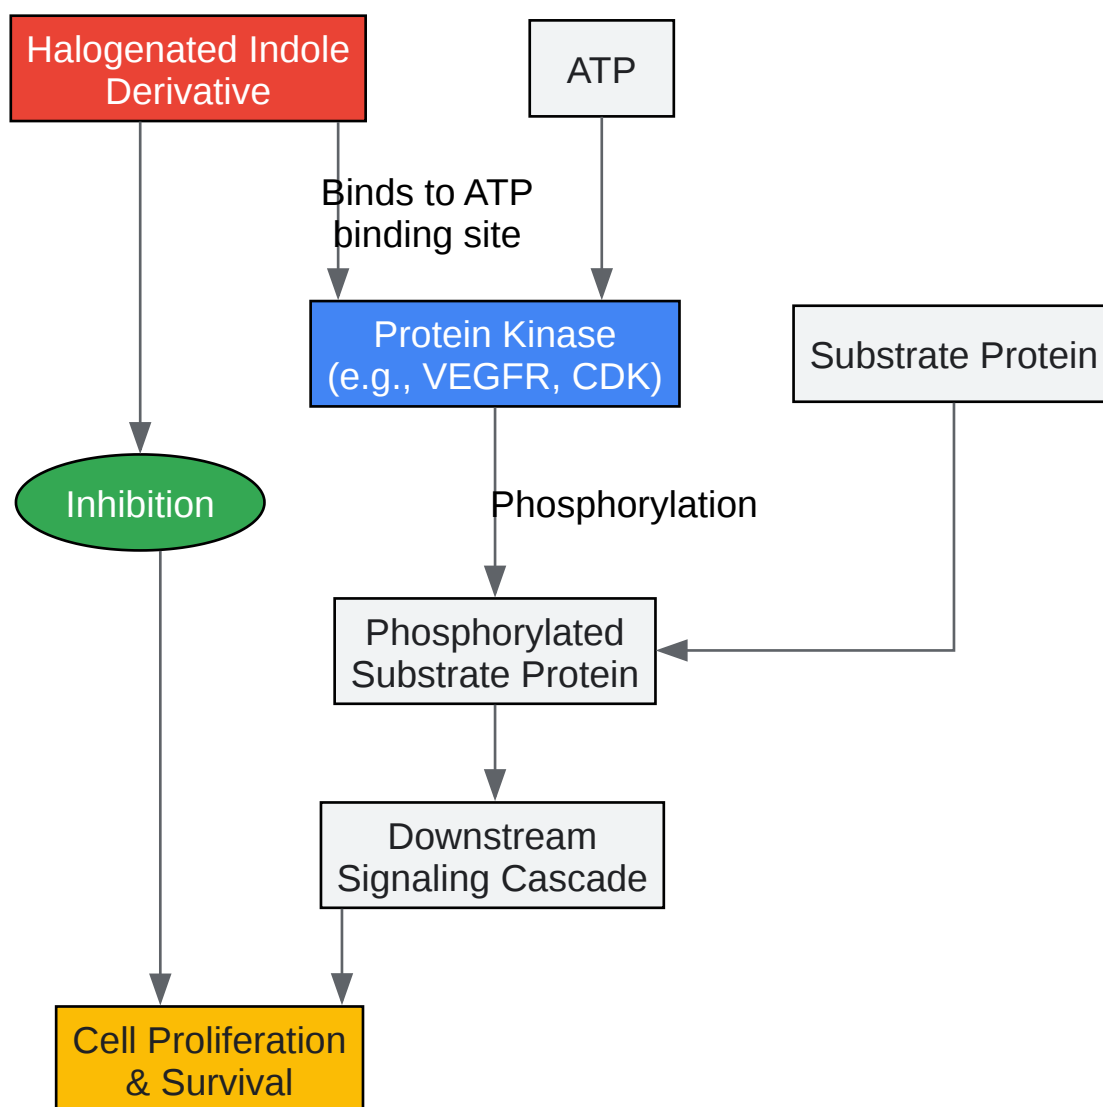 Halogenated Indole
Derivative
ATP
Binds to ATP
binding site
Protein Kinase
(e.g., VEGFR, CDK)
Substrate Protein
Inhibition
Phosphorylation
Phosphorylated
Substrate Protein
Downstream
Signaling Cascade
Cell Proliferation
& Survival